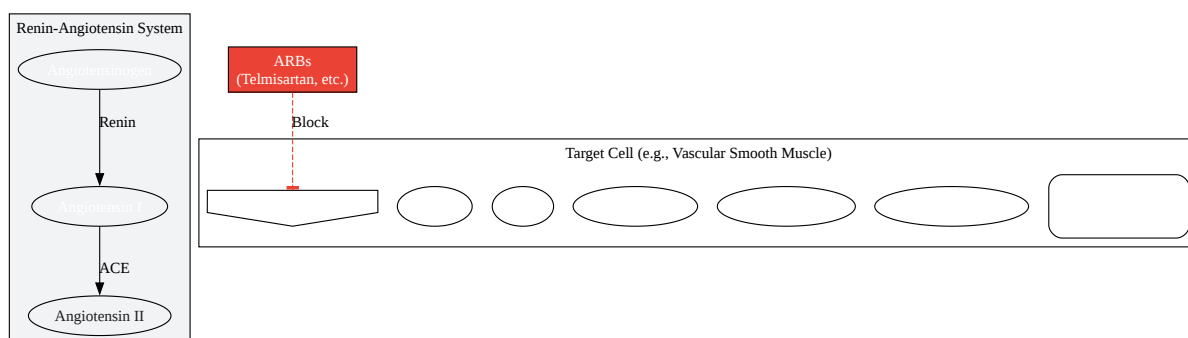 Renin-Angiotensin System
Angiotensinogen
Renin
Angiotensin I
ACE
Angiotensin II
ARBs
(Telmisartan, etc.)
Block
Target Cell (e.g., Vascular Smooth Muscle)